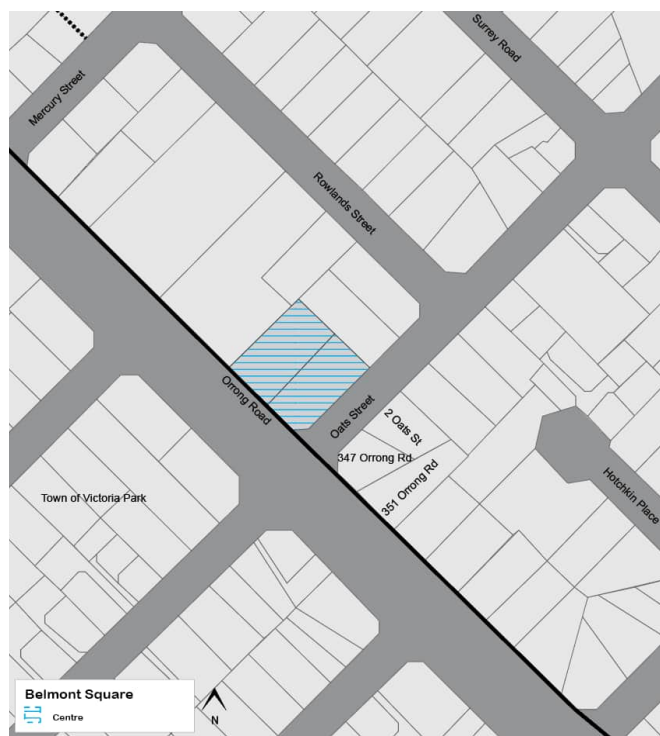 Surrey Road
Mercury Street
Rowlands Street
Orrong Road
Oats Street
2 Oats St
347 Orrong Rd
351 Orrong Rd
Hotchkin Place
Town of Victoria Park
Belmont Square
Centre
N